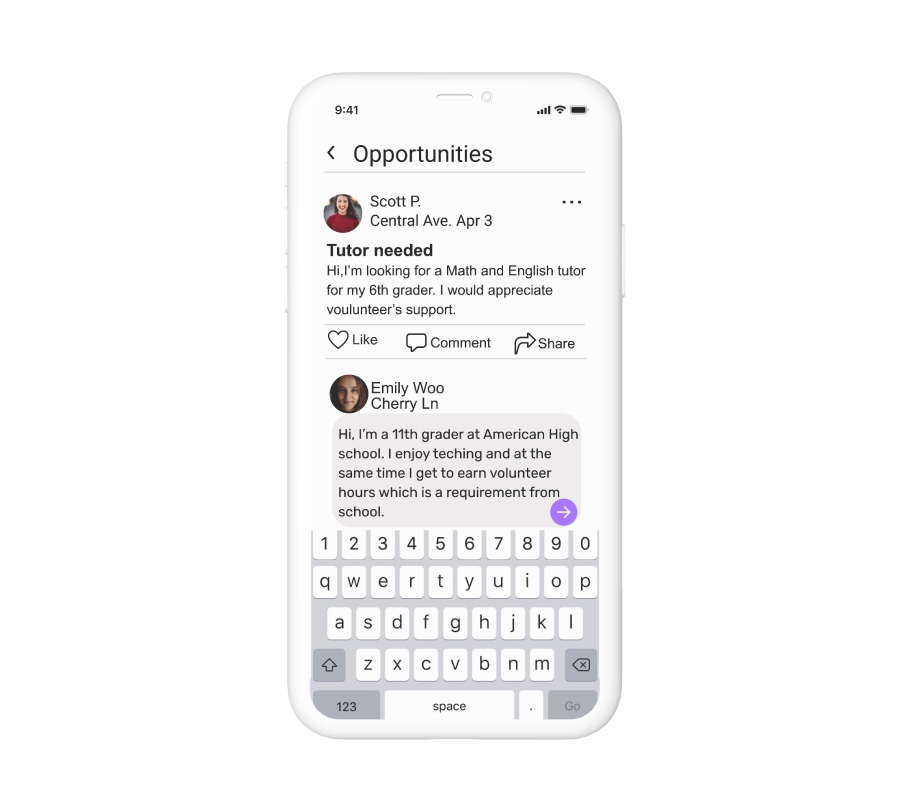 9:41
Opportunities
Scott P.
Central Ave. Apr 3
Tutor needed
Hi,I'm looking for a Math and English tutor
for my 6th grader. I would appreciate
voulunteer's support.
Like Comment Share
Emily Woo
Cherry Ln
Hi, I'm a 11th grader at American High
school. I enjoy teching and at the
same time I get to earn volunteer
hours which is a requirement from
school.
1 2 3 4 5 6 7 8 9 0
q w e r t y u i o p
a s d f g h j k l
z x c v b n m
123 space . Go